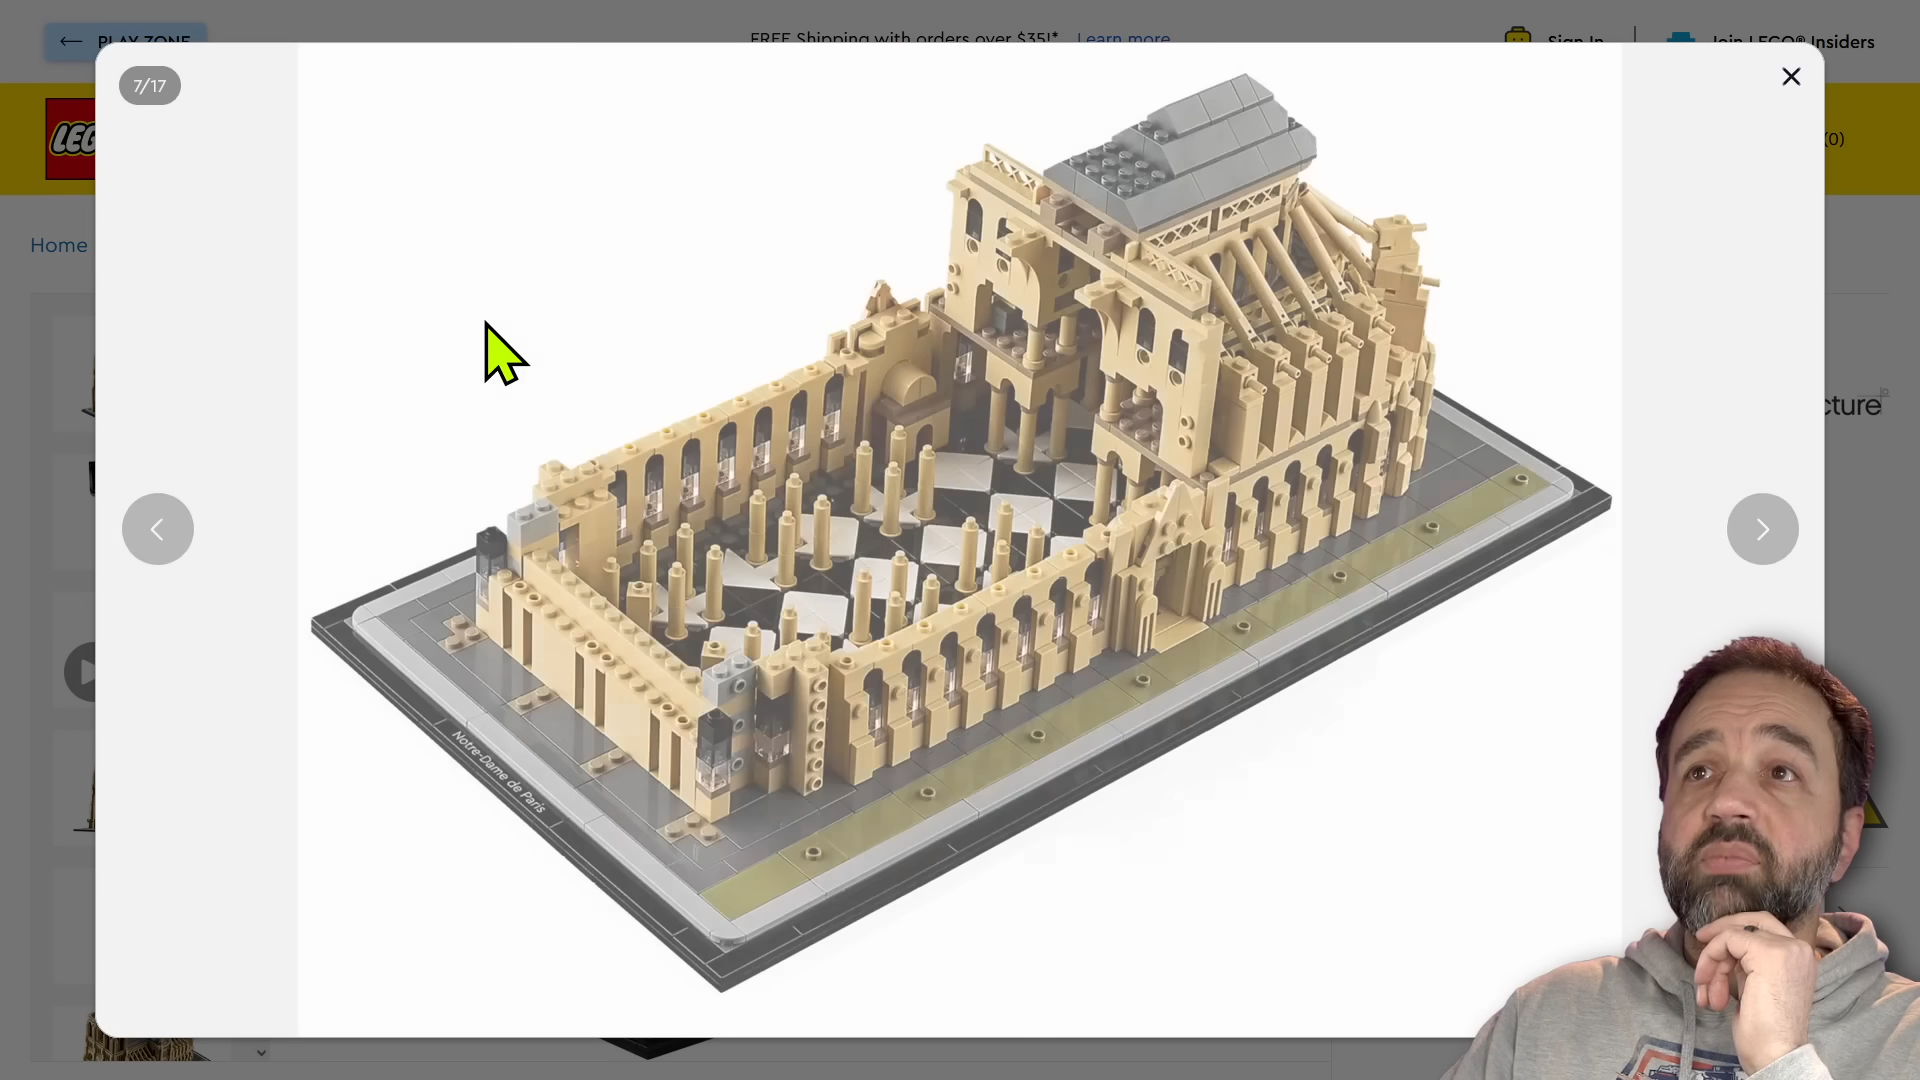 PLAY ZONE
FREE Shipping with orders over $35!* Learn more
Sign In
Join LEGO® Insiders
7/17
LEG
(0)
Home
cture
Notre-Dame de Paris